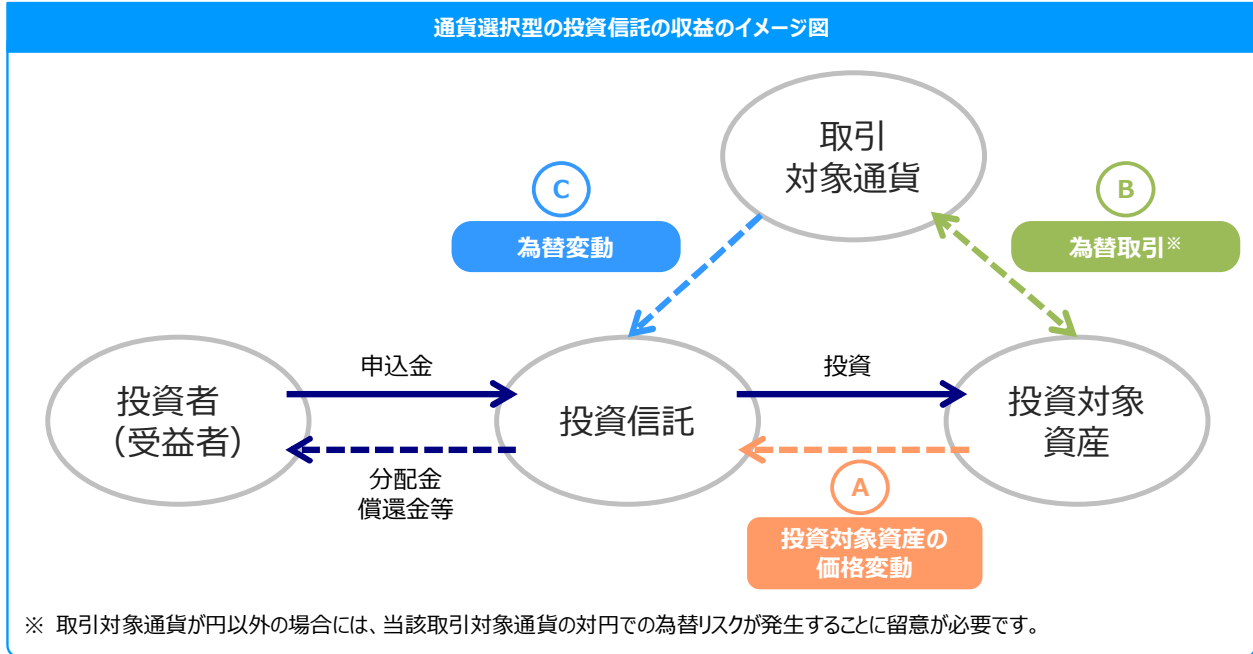 通貨選択型の投資信託の収益のイメージ図
取引
対象通貨
C
為替変動
B
為替取引※
投資者
（受益者）
申込金
分配金
償還金等
投資信託
投資
投資対象
資産
A
投資対象資産の
価格変動
※ 取引対象通貨が円以外の場合には、当該取引対象通貨の対円での為替リスクが発生することに留意が必要です。